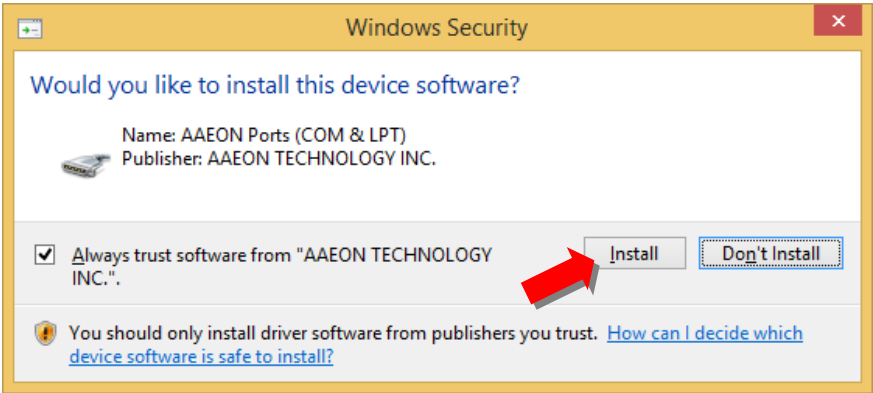 Windows Security
Would you like to install this device software?
Name: AAEON Ports (COM & LPT)
Publisher: AAEON TECHNOLOGY INC.
Always trust software from "AAEON TECHNOLOGY
INC.".
Install
Don't Install
You should only install driver software from publishers you trust. How can I decide which
device software is safe to install?